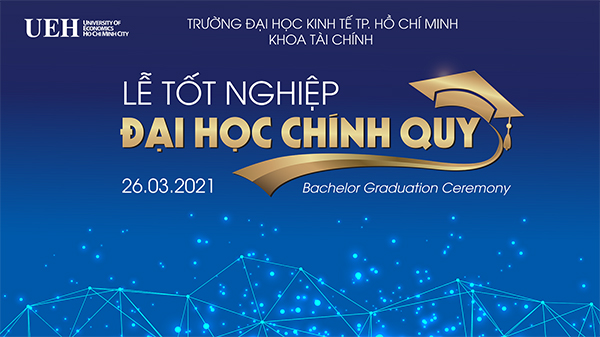 UEH UNIVERSITY OF
ECONOMICS
HO CHI MINH CITY
TRƯỜNG ĐẠI HỌC KINH TẾ TP. HỒ CHÍ MINH
KHOA TÀI CHÍNH
LỄ TỐT NGHIỆP
ĐẠI HỌC CHÍNH QUY
26.03.2021
Bachelor Graduation Ceremony